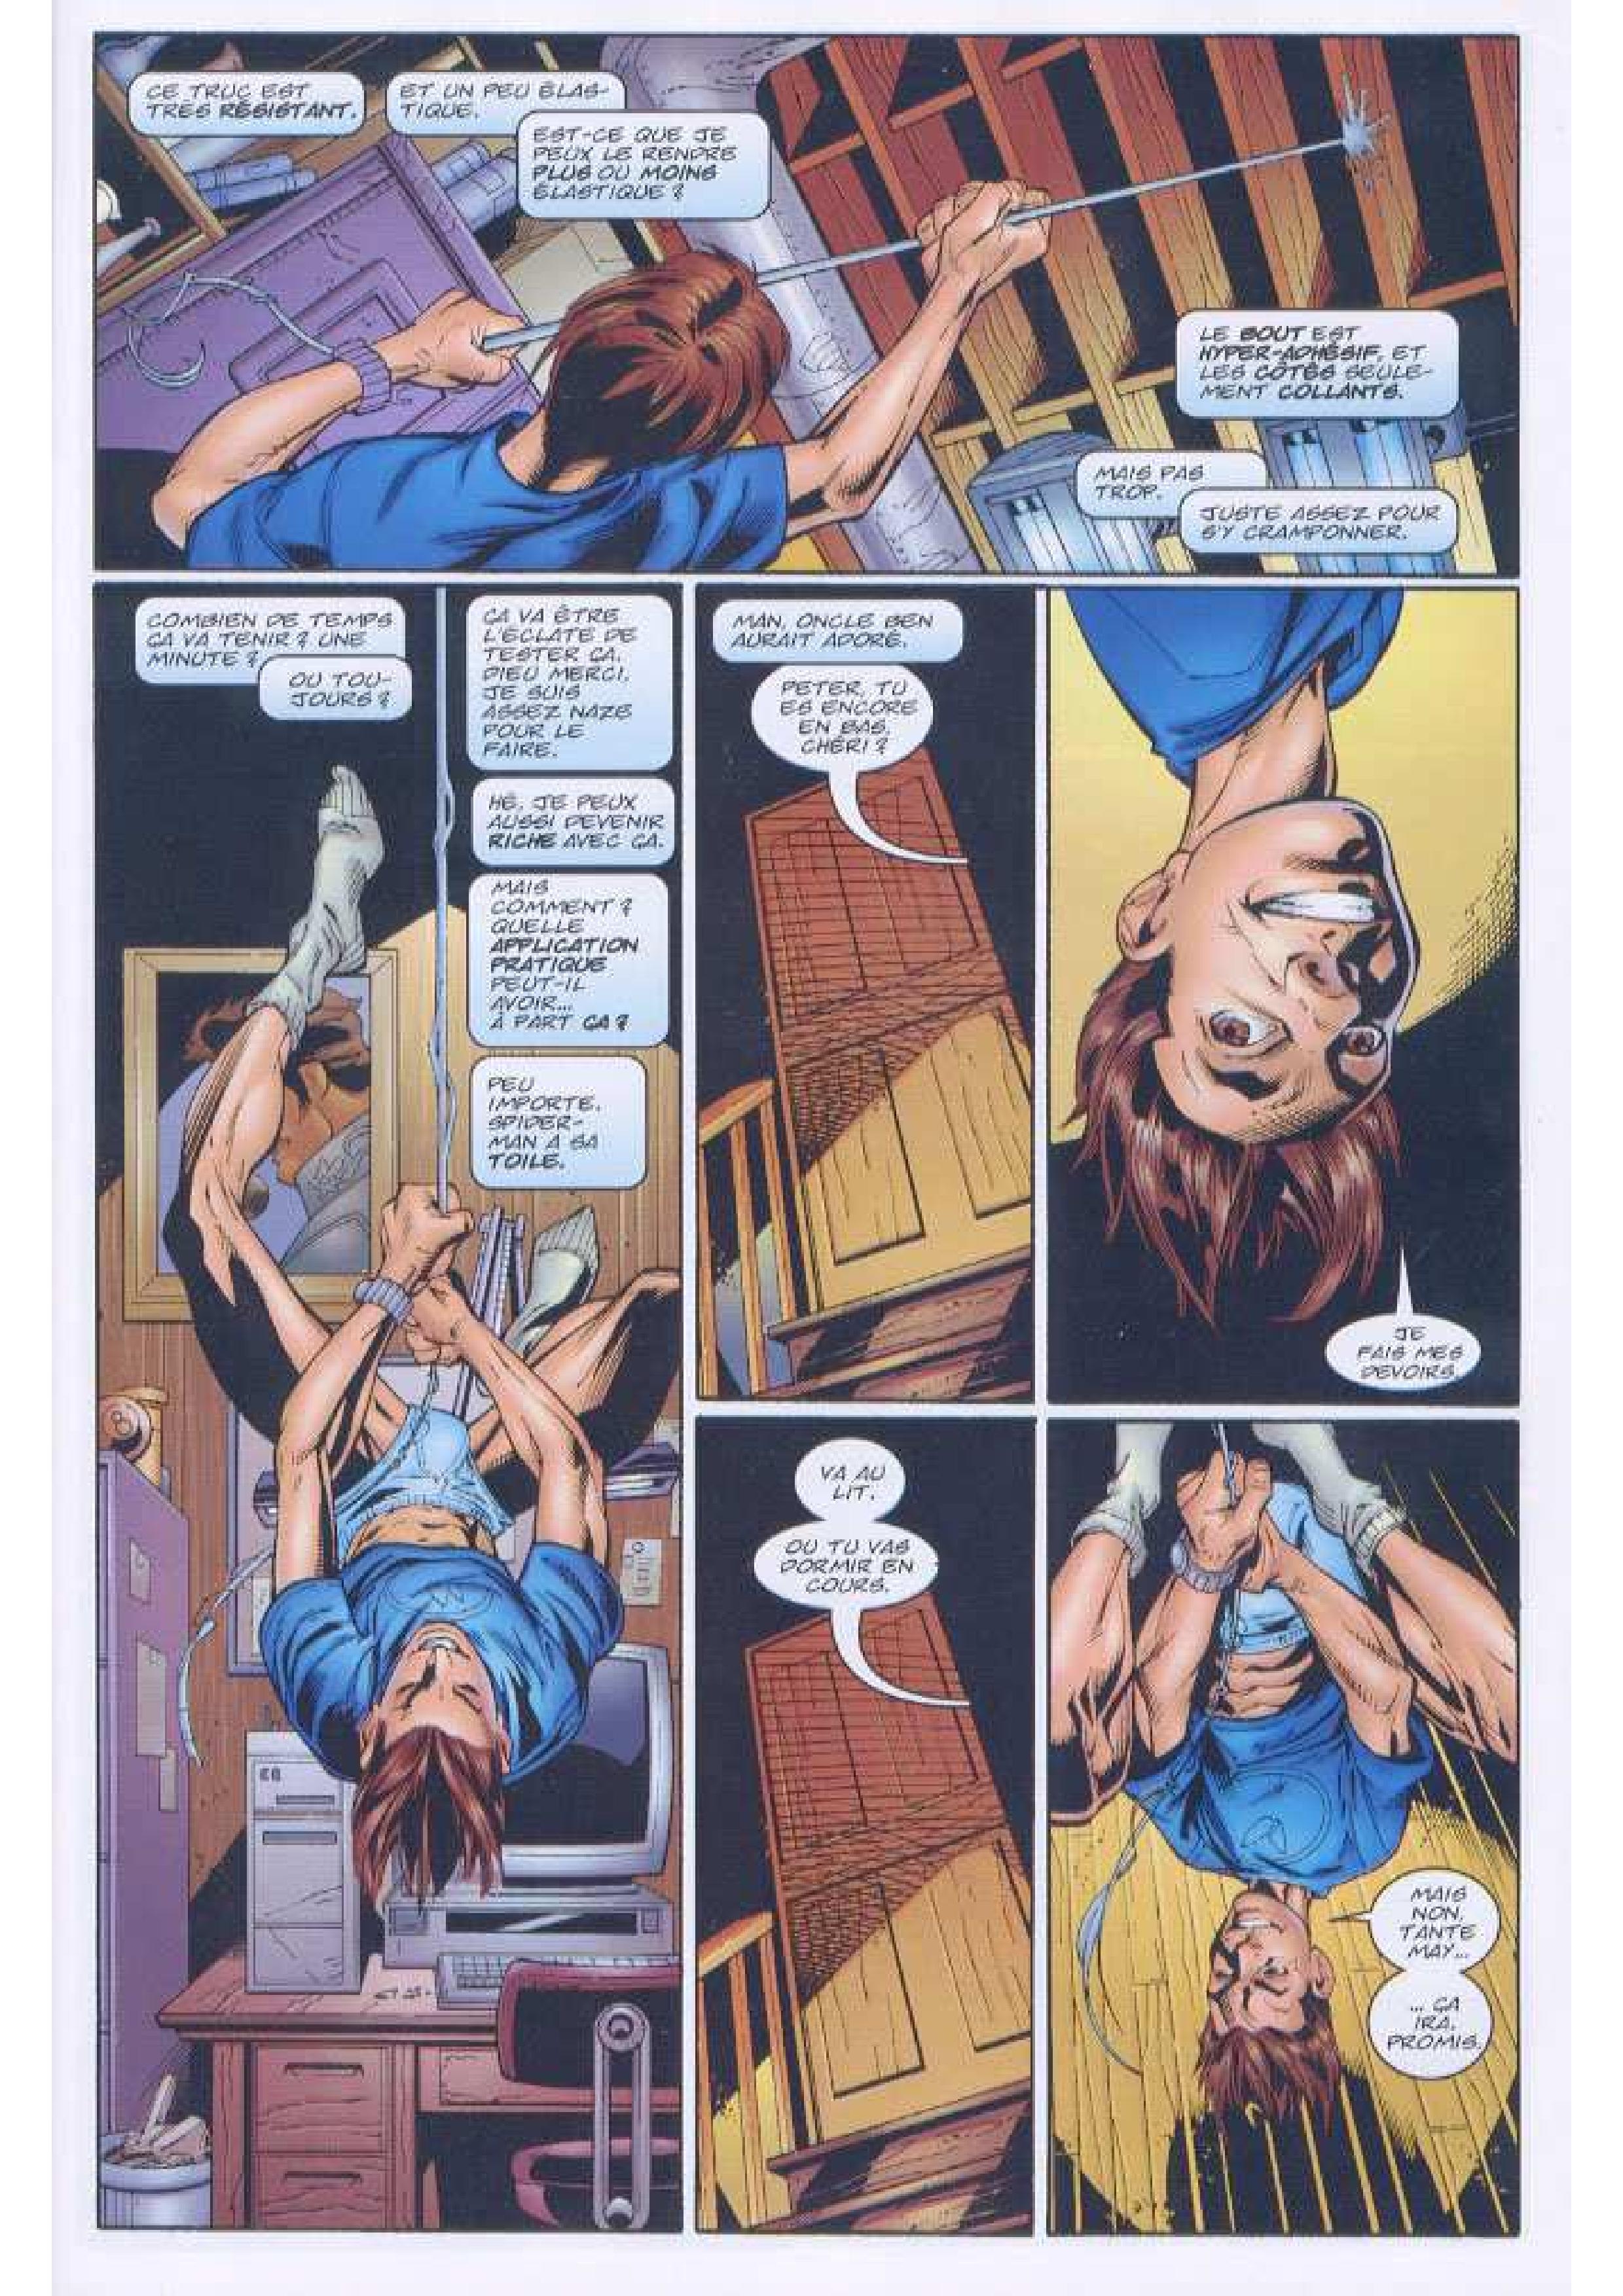 CE TRUC EST
TRÈS RÉSISTANT.
ET UN PEU ÉLAS-
TIQUE.
EST-CE QUE JE
PEUX LE RENDRE
PLUS OU MOINS
ÉLASTIQUE ?
LE BOUT EST
HYPER-ADHÉSIF, ET
LES CÔTÉS SEULE-
MENT COLLANTS.
MAIS PAS
TROP.
JUSTE ASSEZ POUR
S'Y CRAMPONNER.
COMBIEN DE TEMPS
ÇA VA TENIR ? UNE
MINUTE ?
OU TOU-
JOURS ?
ÇA VA ÊTRE
L'ÉCLATE DE
TESTER ÇA.
DIEU MERCI,
JE SUIS
ASSEZ NAZE
POUR LE
FAIRE.
HÉ, JE PEUX
AUSSI DEVENIR
RICHE AVEC ÇA.
MAIS
COMMENT ?
QUELLE
APPLICATION
PRATIQUE
PEUT-IL
AVOIR...
À PART ÇA ?
PEU
IMPORTE.
SPIDER-
MAN A SA
TOILE.
MAN, ONCLE BEN
AURAIT ADORÉ.
PETER, TU
ES ENCORE
EN BAS,
CHÉRI ?
JE
FAIS MES
DEVOIRS.
VA AU
LIT.
OU TU VAS
DORMIR EN
COURS.
MAIS
NON,
TANTE
MAY...
... ÇA
IRA.
PROMIS.
8